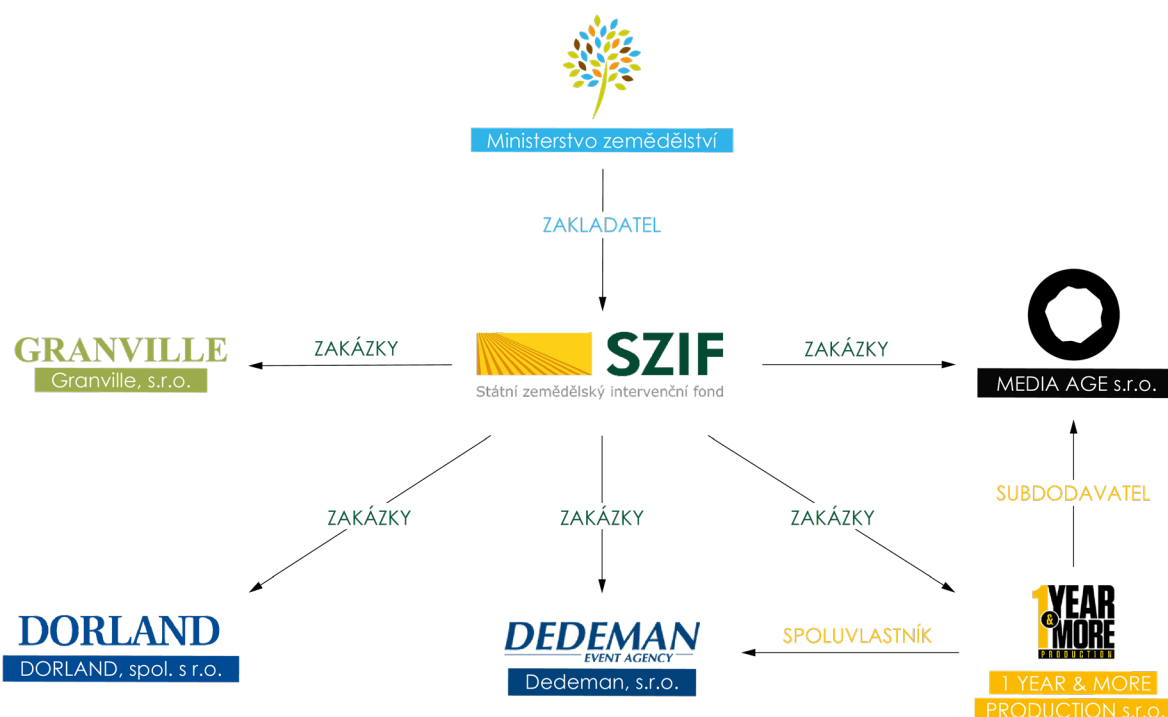 Ministerstvo zemědělství
ZAKLADATEL
GRANVILLE
Granville, s.r.o.
ZAKÁZKY
SZIF
Státní zemědělský intervenční fond
ZAKÁZKY
MEDIA AGE s.r.o.
ZAKÁZKY
ZAKÁZKY
ZAKÁZKY
SUBDODAVATEL
DORLAND
DORLAND, spol. s r.o.
DEDEMAN
EVENT AGENCY
Dedeman, s.r.o.
SPOLUVLASTNÍK
1 YEAR
& MORE
PRODUCTION
1 YEAR & MORE
PRODUCTION s.r.o